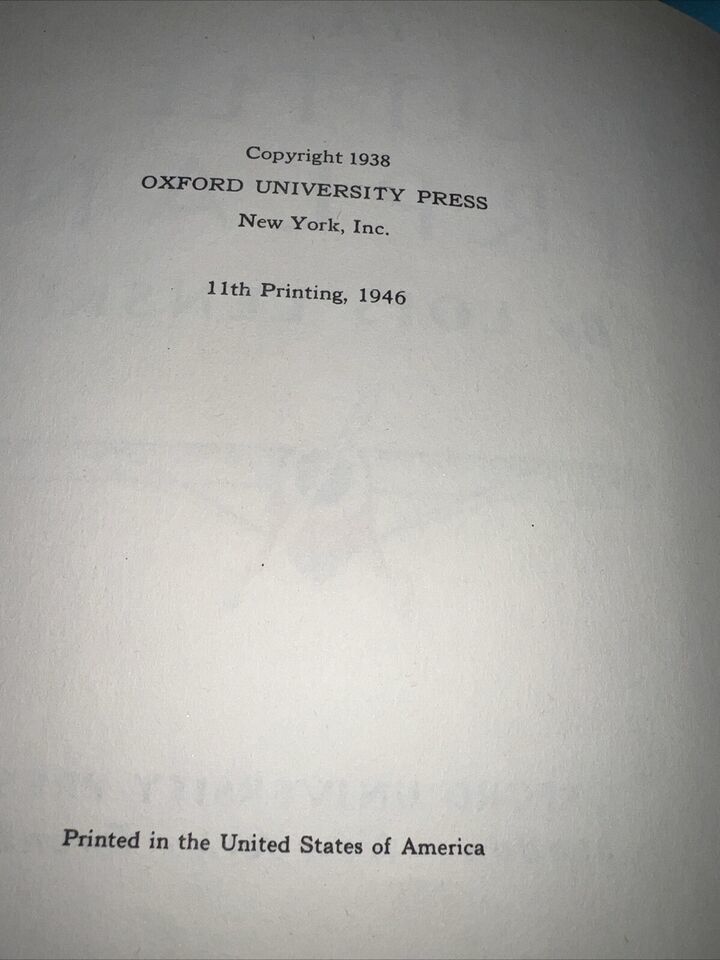 Copyright 1938
OXFORD UNIVERSITY PRESS
New York, Inc.
11th Printing, 1946
Printed in the United States of America